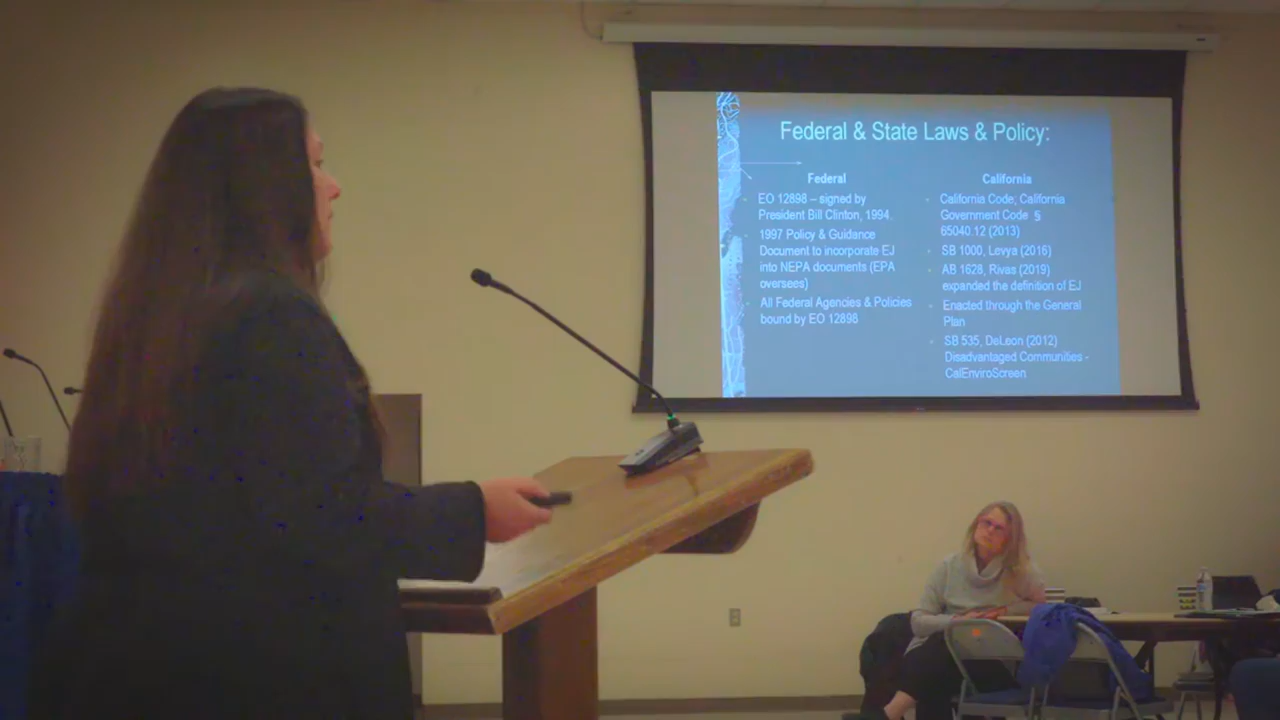 Federal & State Laws & Policy:
Federal
EO 12898 – signed by
President Bill Clinton, 1994.
1997 Policy & Guidance
Document to incorporate EJ
into NEPA documents (EPA
oversees)
All Federal Agencies & Policies
bound by EO 12898
California
California Code, California
Government Code §
65040.12 (2013)
SB 1000, Levya (2016)
AB 1628, Rivas (2019)
expanded the definition of EJ
Enacted through the General
Plan
SB 535, DeLeon (2012)
Disadvantaged Communities -
CalEnviroScreen